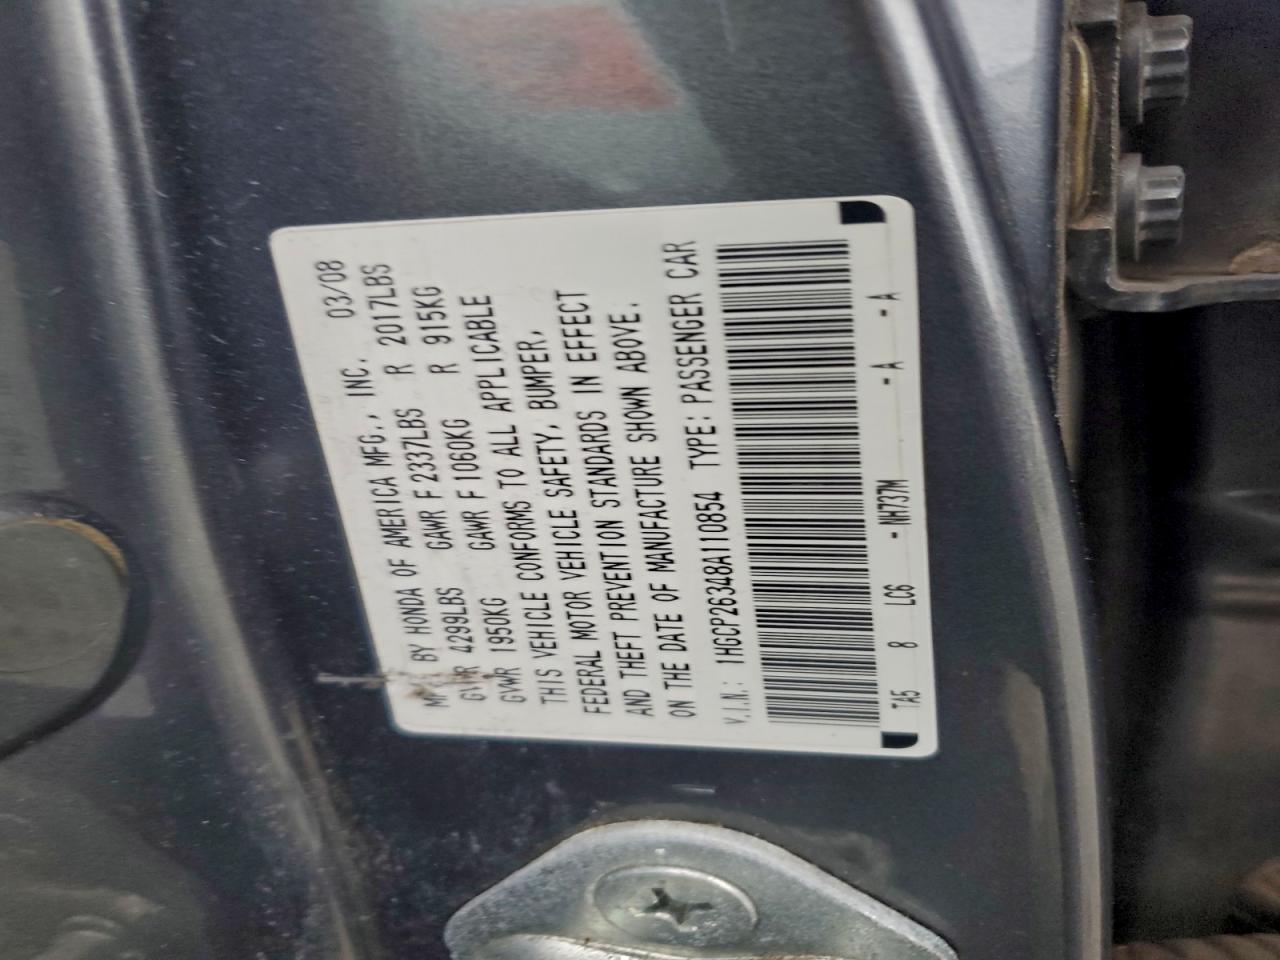 MF BY HONDA OF AMERICA MFG., INC. 03/08
GVWR 4299LBS GAWR F 2337LBS R 2017LBS
GVWR 1950KG GAWR F 1060KG R 915KG
THIS VEHICLE CONFORMS TO ALL APPLICABLE
FEDERAL MOTOR VEHICLE SAFETY, BUMPER,
AND THEFT PREVENTION STANDARDS IN EFFECT
ON THE DATE OF MANUFACTURE SHOWN ABOVE.
V.I.N.: 1HGCP26348A110854 TYPE: PASSENGER CAR
TA5 8 LC6 - NH737M - A - A